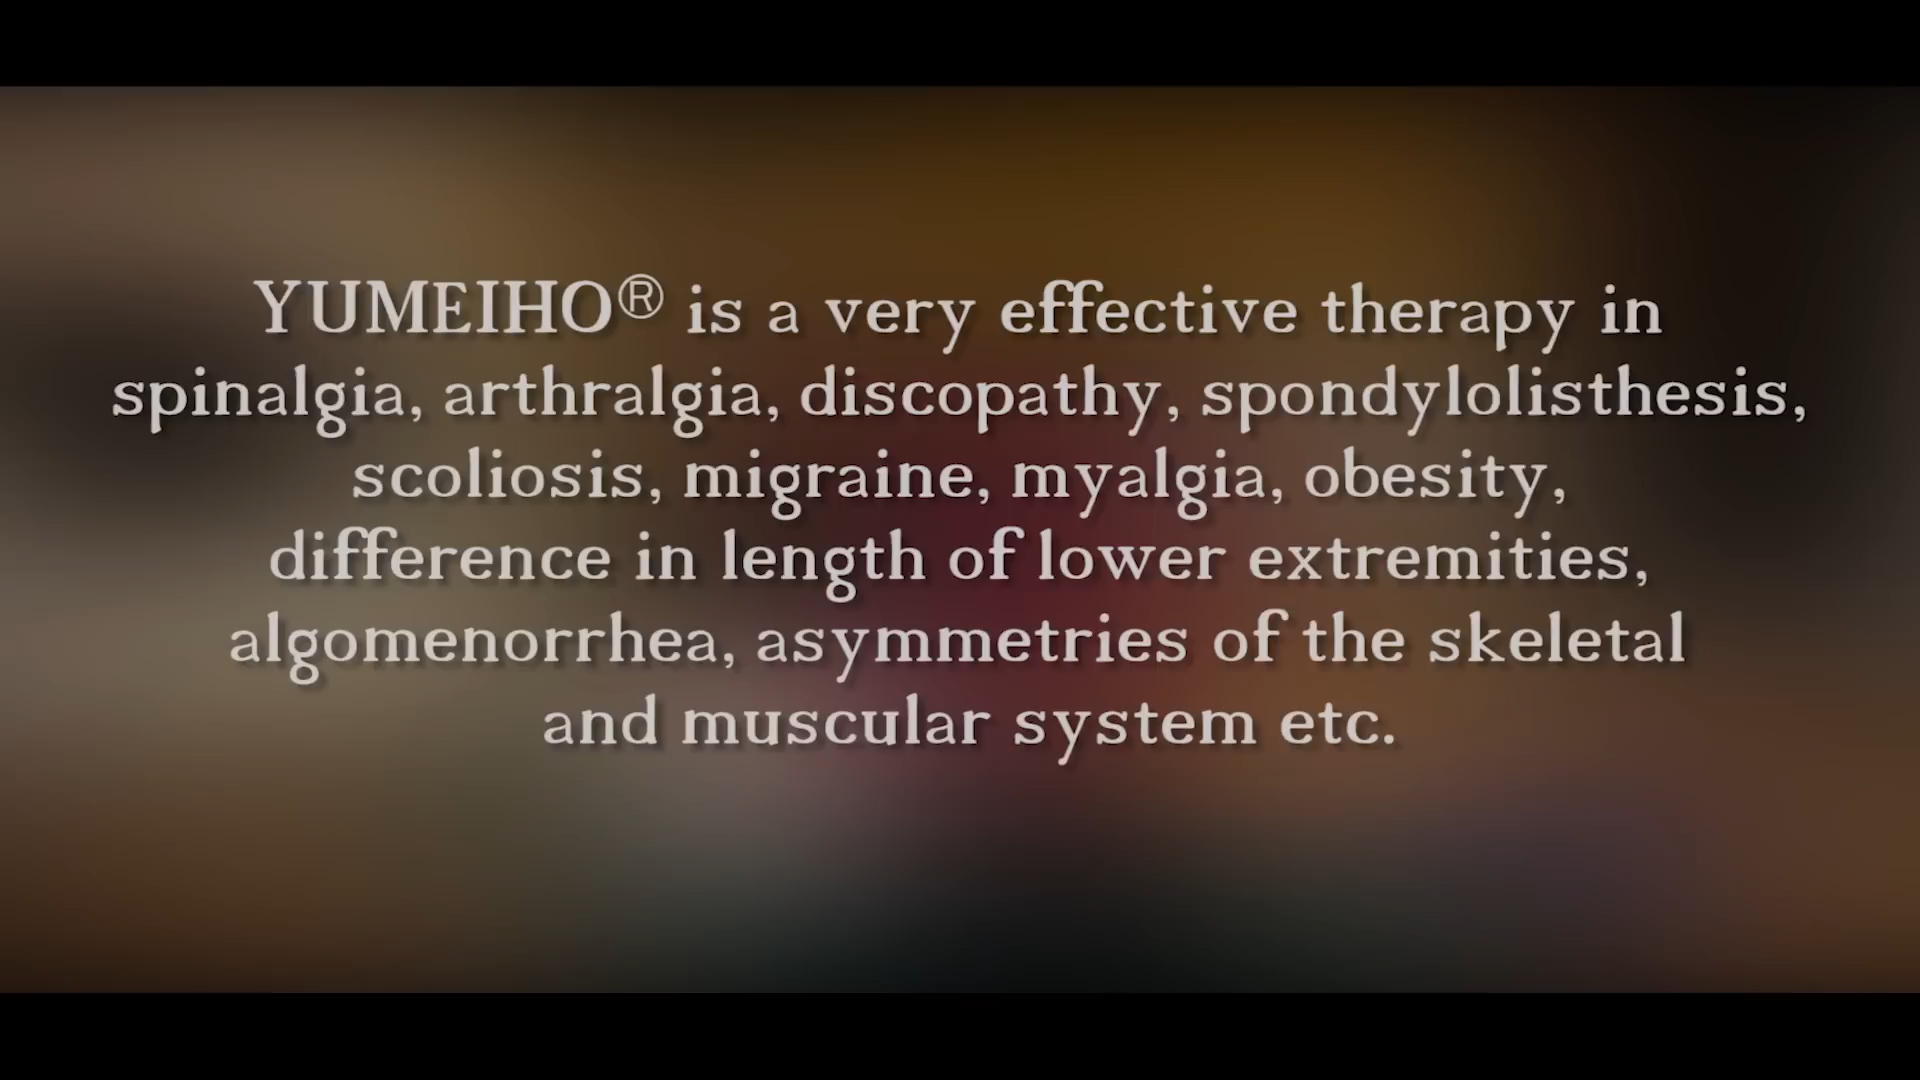 YUMEIHO® is a very effective therapy in
spinalgia, arthralgia, discopathy, spondylolisthesis,
scoliosis, migraine, myalgia, obesity,
difference in length of lower extremities,
algomenorrhea, asymmetries of the skeletal
and muscular system etc.